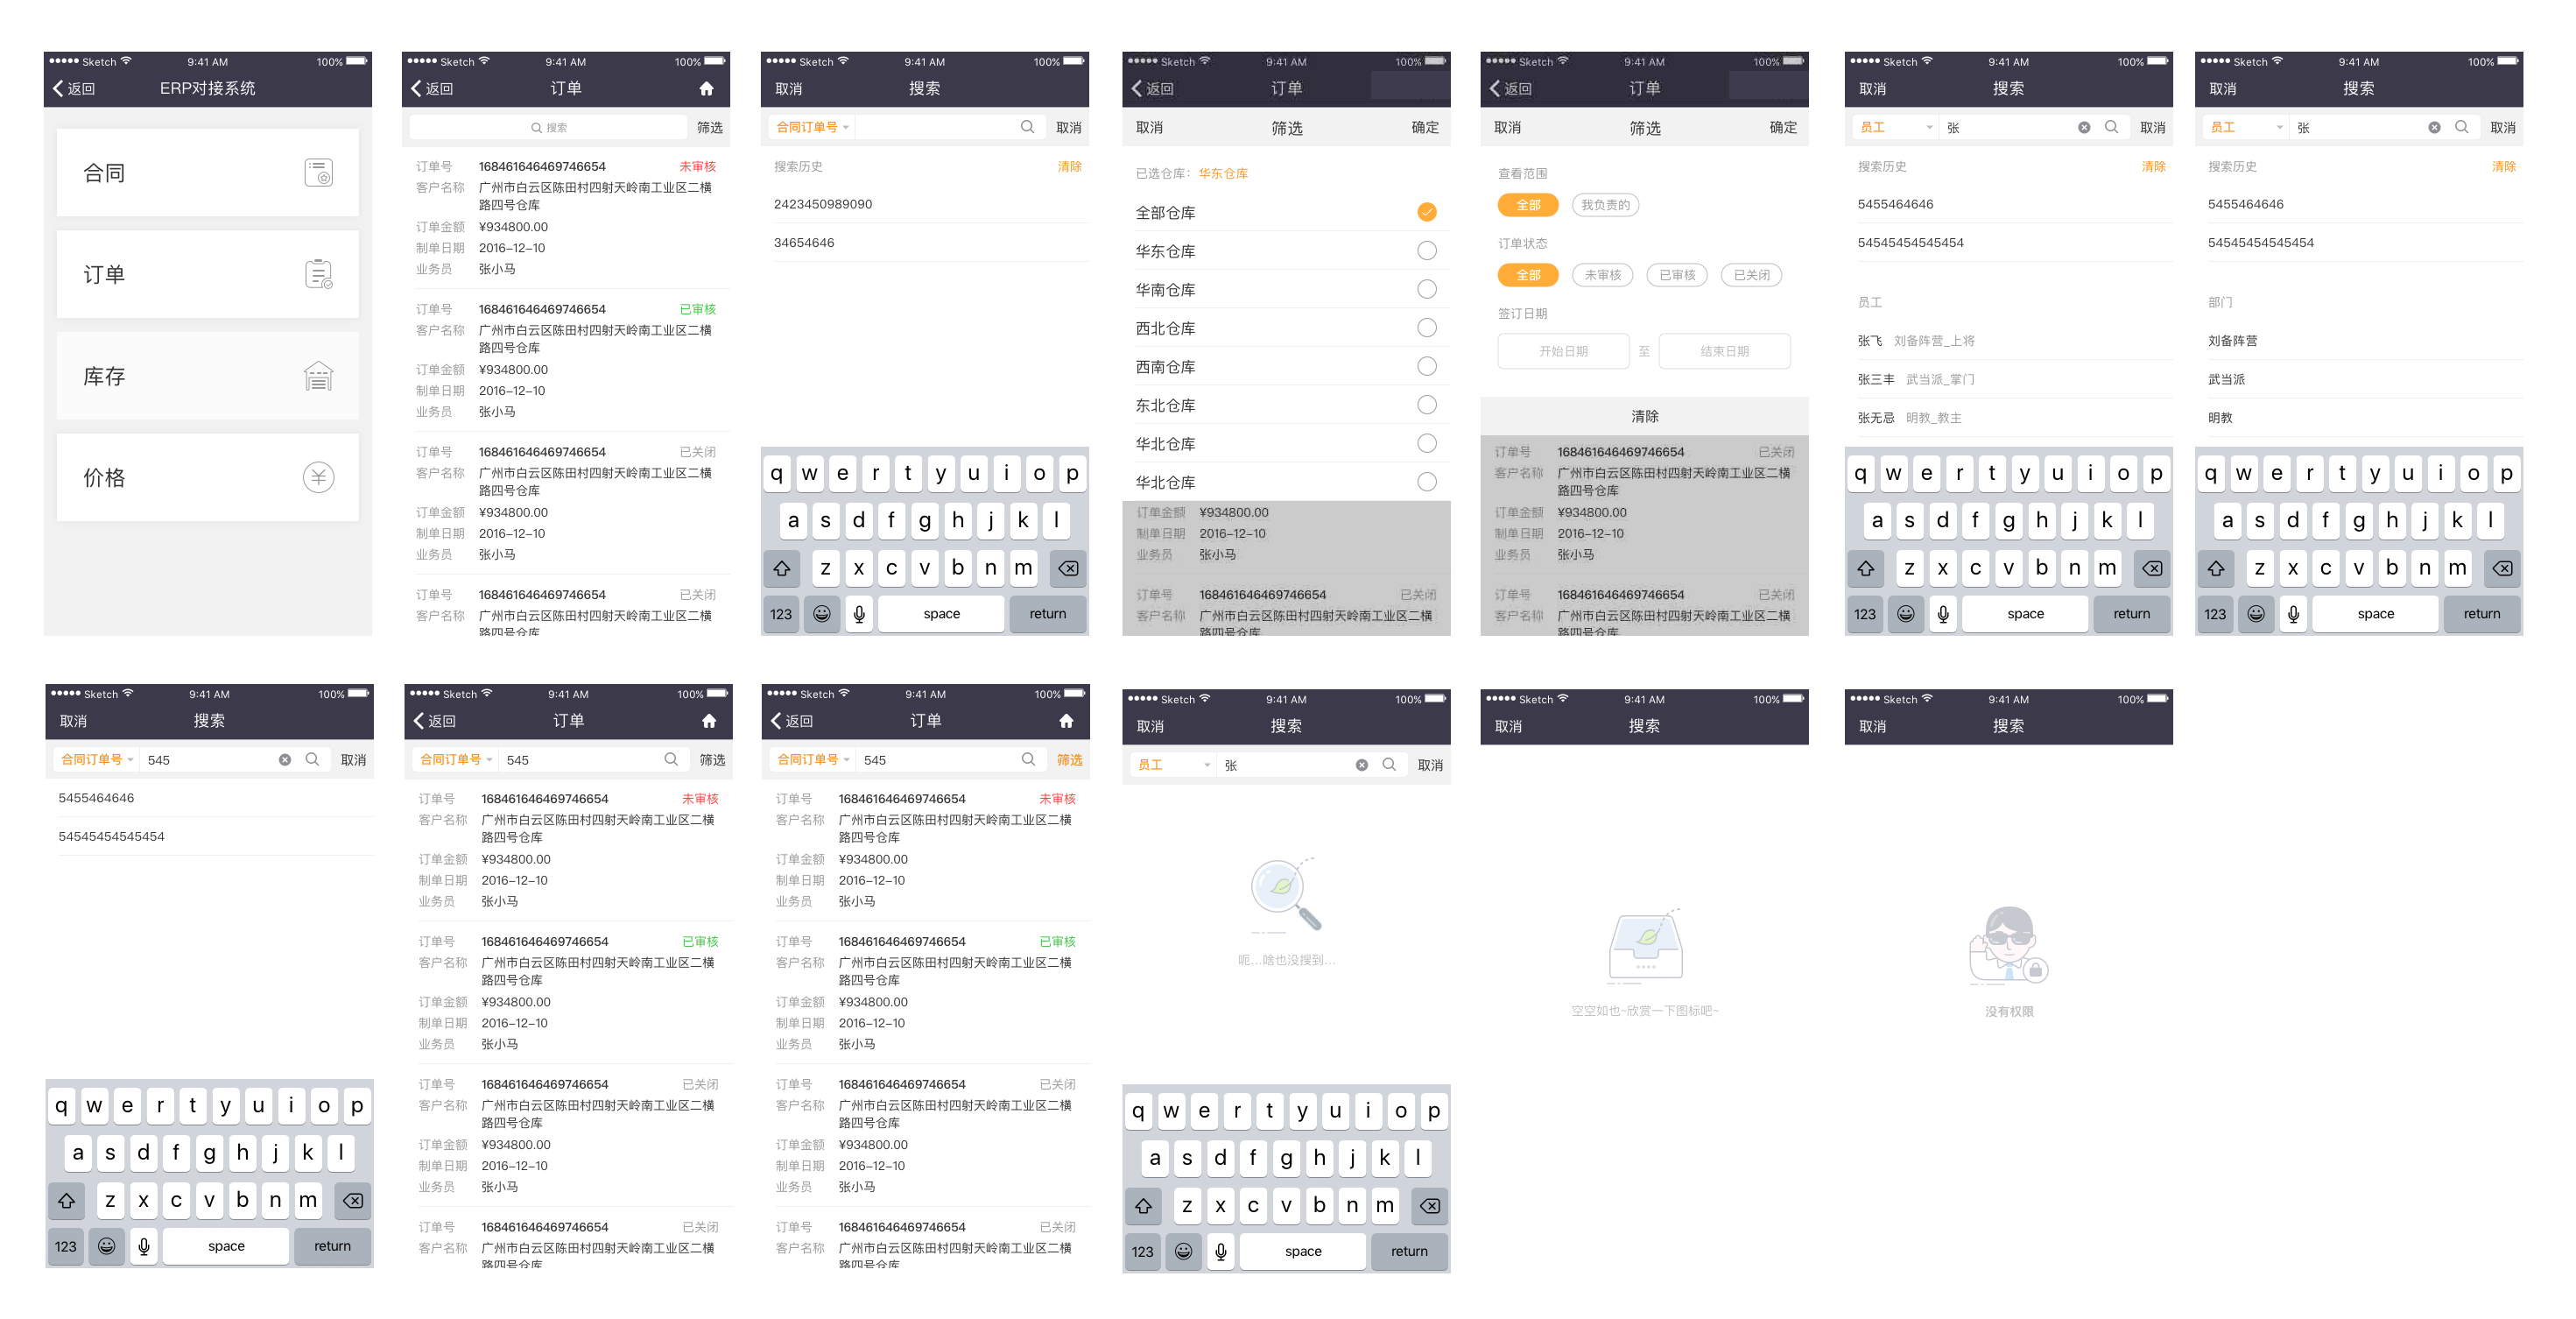 Sketch 9:41 AM 100%
返回 ERP对接系统
合同
订单
库存
价格
Sketch 9:41 AM 100%
返回 订单
搜索 筛选
订单号 168461646469746654 未审核
客户名称 广州市白云区陈田村四射天岭南工业区二横
路四号仓库
订单金额 ¥934800.00
制单日期 2016-12-10
业务员 张小马
订单号 168461646469746654 已审核
客户名称 广州市白云区陈田村四射天岭南工业区二横
路四号仓库
订单金额 ¥934800.00
制单日期 2016-12-10
业务员 张小马
订单号 168461646469746654 已关闭
客户名称 广州市白云区陈田村四射天岭南工业区二横
路四号仓库
订单金额 ¥934800.00
制单日期 2016-12-10
业务员 张小马
订单号 168461646469746654 已关闭
客户名称 广州市白云区陈田村四射天岭南工业区二横
路四号仓库
Sketch 9:41 AM 100%
取消 搜索
合同订单号 取消
搜索历史 清除
2423450989090
34654646
q w e r t y u i o p
a s d f g h j k l
z x c v b n m
123 space return
Sketch 9:41 AM 100%
返回 订单
取消 筛选 确定
已选仓库：华东仓库
全部仓库
华东仓库
华南仓库
西北仓库
西南仓库
东北仓库
华北仓库
华北仓库
订单金额 ¥934800.00
制单日期 2016-12-10
业务员 张小马
订单号 168461646469746654 已关闭
客户名称 广州市白云区陈田村四射天岭南工业区二横
路四号仓库
Sketch 9:41 AM 100%
返回 订单
取消 筛选 确定
查看范围
全部 我负责的
订单状态
全部 未审核 已审核 已关闭
签订日期
开始日期 至 结束日期
清除
订单号 168461646469746654 已关闭
客户名称 广州市白云区陈田村四射天岭南工业区二横
路四号仓库
订单金额 ¥934800.00
制单日期 2016-12-10
业务员 张小马
订单号 168461646469746654 已关闭
客户名称 广州市白云区陈田村四射天岭南工业区二横
路四号仓库
Sketch 9:41 AM 100%
取消 搜索
员工 张 取消
搜索历史 清除
5455464646
54545454545454
员工
张飞 刘备阵营_上将
张三丰 武当派_掌门
张无忌 明教_教主
q w e r t y u i o p
a s d f g h j k l
z x c v b n m
123 space return
Sketch 9:41 AM 100%
取消 搜索
员工 张 取消
搜索历史 清除
5455464646
54545454545454
部门
刘备阵营
武当派
明教
q w e r t y u i o p
a s d f g h j k l
z x c v b n m
123 space return
Sketch 9:41 AM 100%
取消 搜索
合同订单号 545 取消
5455464646
54545454545454
q w e r t y u i o p
a s d f g h j k l
z x c v b n m
123 space return
Sketch 9:41 AM 100%
返回 订单
合同订单号 545 筛选
订单号 168461646469746654 未审核
客户名称 广州市白云区陈田村四射天岭南工业区二横
路四号仓库
订单金额 ¥934800.00
制单日期 2016-12-10
业务员 张小马
订单号 168461646469746654 已审核
客户名称 广州市白云区陈田村四射天岭南工业区二横
路四号仓库
订单金额 ¥934800.00
制单日期 2016-12-10
业务员 张小马
订单号 168461646469746654 已关闭
客户名称 广州市白云区陈田村四射天岭南工业区二横
路四号仓库
订单金额 ¥934800.00
制单日期 2016-12-10
业务员 张小马
订单号 168461646469746654 已关闭
客户名称 广州市白云区陈田村四射天岭南工业区二横
路四号仓库
Sketch 9:41 AM 100%
返回 订单
合同订单号 545 筛选
订单号 168461646469746654 未审核
客户名称 广州市白云区陈田村四射天岭南工业区二横
路四号仓库
订单金额 ¥934800.00
制单日期 2016-12-10
业务员 张小马
订单号 168461646469746654 已审核
客户名称 广州市白云区陈田村四射天岭南工业区二横
路四号仓库
订单金额 ¥934800.00
制单日期 2016-12-10
业务员 张小马
订单号 168461646469746654 已关闭
客户名称 广州市白云区陈田村四射天岭南工业区二横
路四号仓库
订单金额 ¥934800.00
制单日期 2016-12-10
业务员 张小马
订单号 168461646469746654 已关闭
客户名称 广州市白云区陈田村四射天岭南工业区二横
路四号仓库
Sketch 9:41 AM 100%
取消 搜索
员工 张 取消
呃...啥也没搜到...
q w e r t y u i o p
a s d f g h j k l
z x c v b n m
123 space return
Sketch 9:41 AM 100%
取消 搜索
空空如也~欣赏一下图标吧~
Sketch 9:41 AM 100%
取消 搜索
没有权限